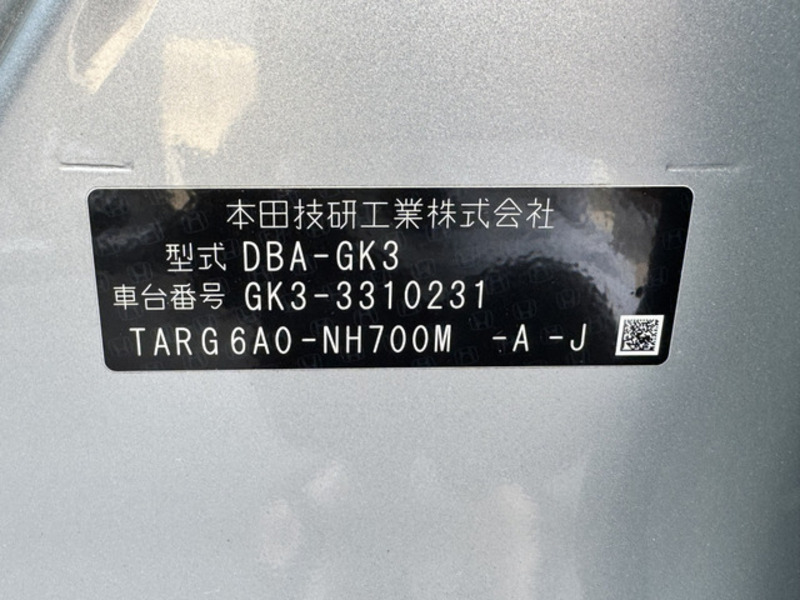 本田技研工業株式会社
型式 DBA-GK3
車台番号 GK3-3310231
TARG6A0-NH700M -A -J